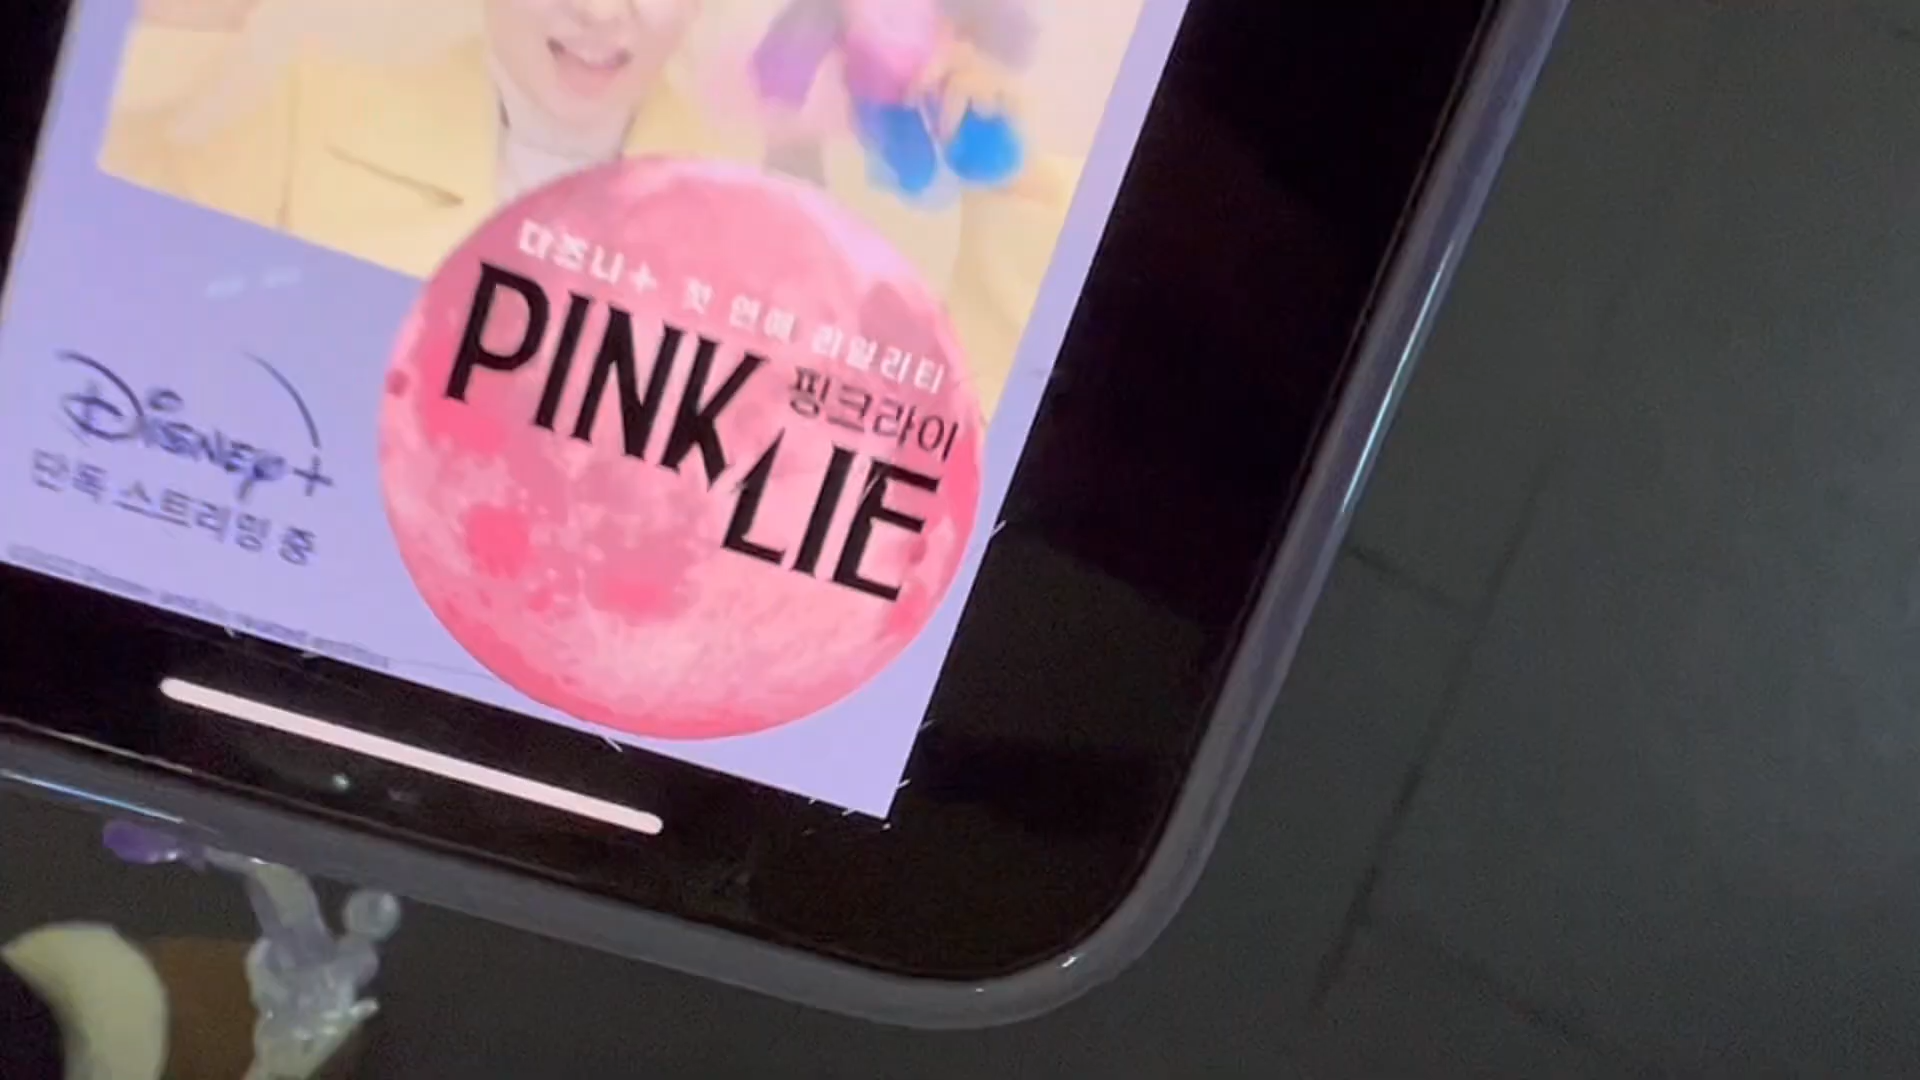 디즈니+ 첫 연예 리얼리티
PINK
핑크라이
LIE
Disney+
단독 스트리밍 중